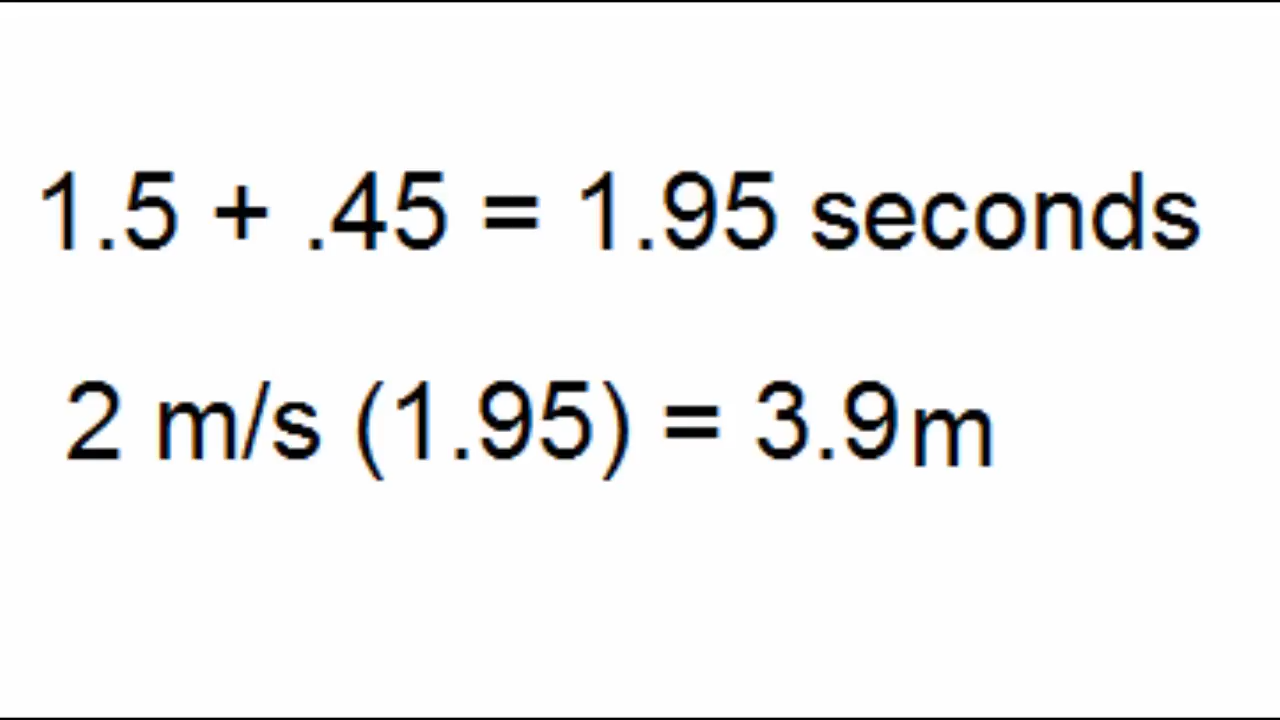 1.5 + .45 = 1.95 seconds
2 m/s (1.95) = 3.9m